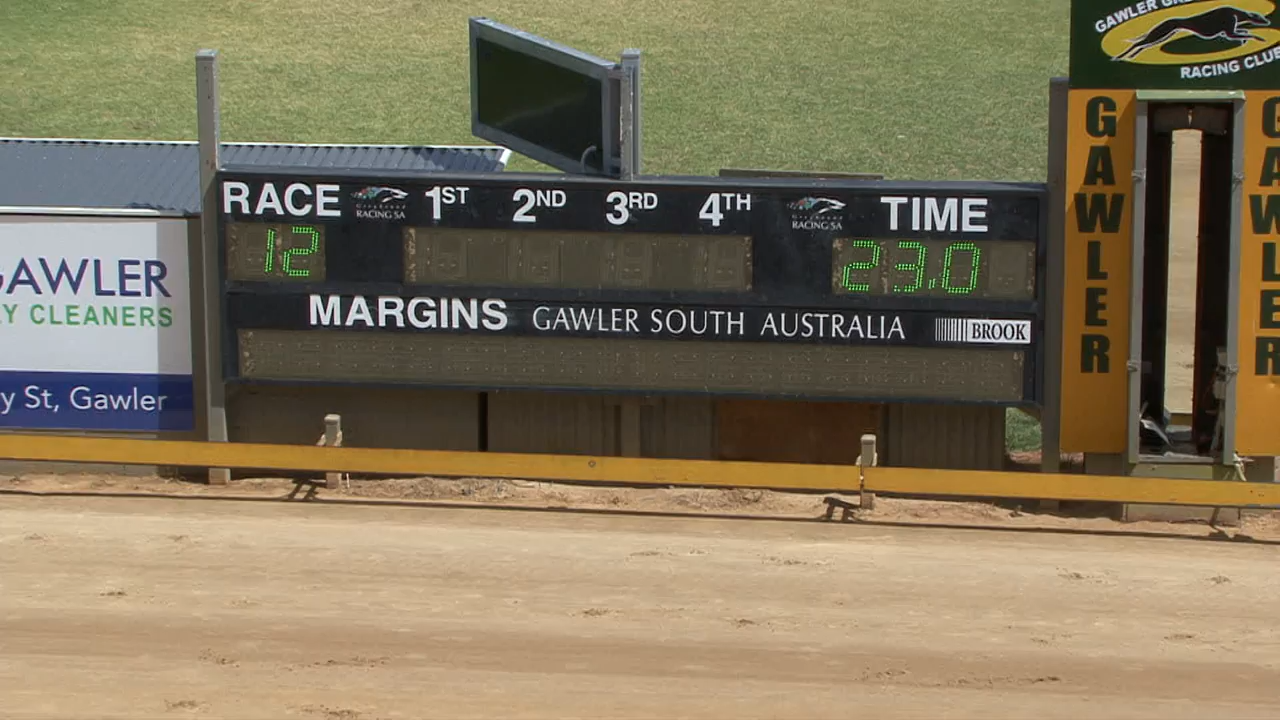 GAWLER
RACING CLUB
GAWLER
GAWLER
RACE
RACING SA
1ST 2ND 3RD 4TH
RACING SA
TIME
12
23.0
MARGINS GAWLER SOUTH AUSTRALIA BROOK
GAWLER
CLEANERS
St, Gawler